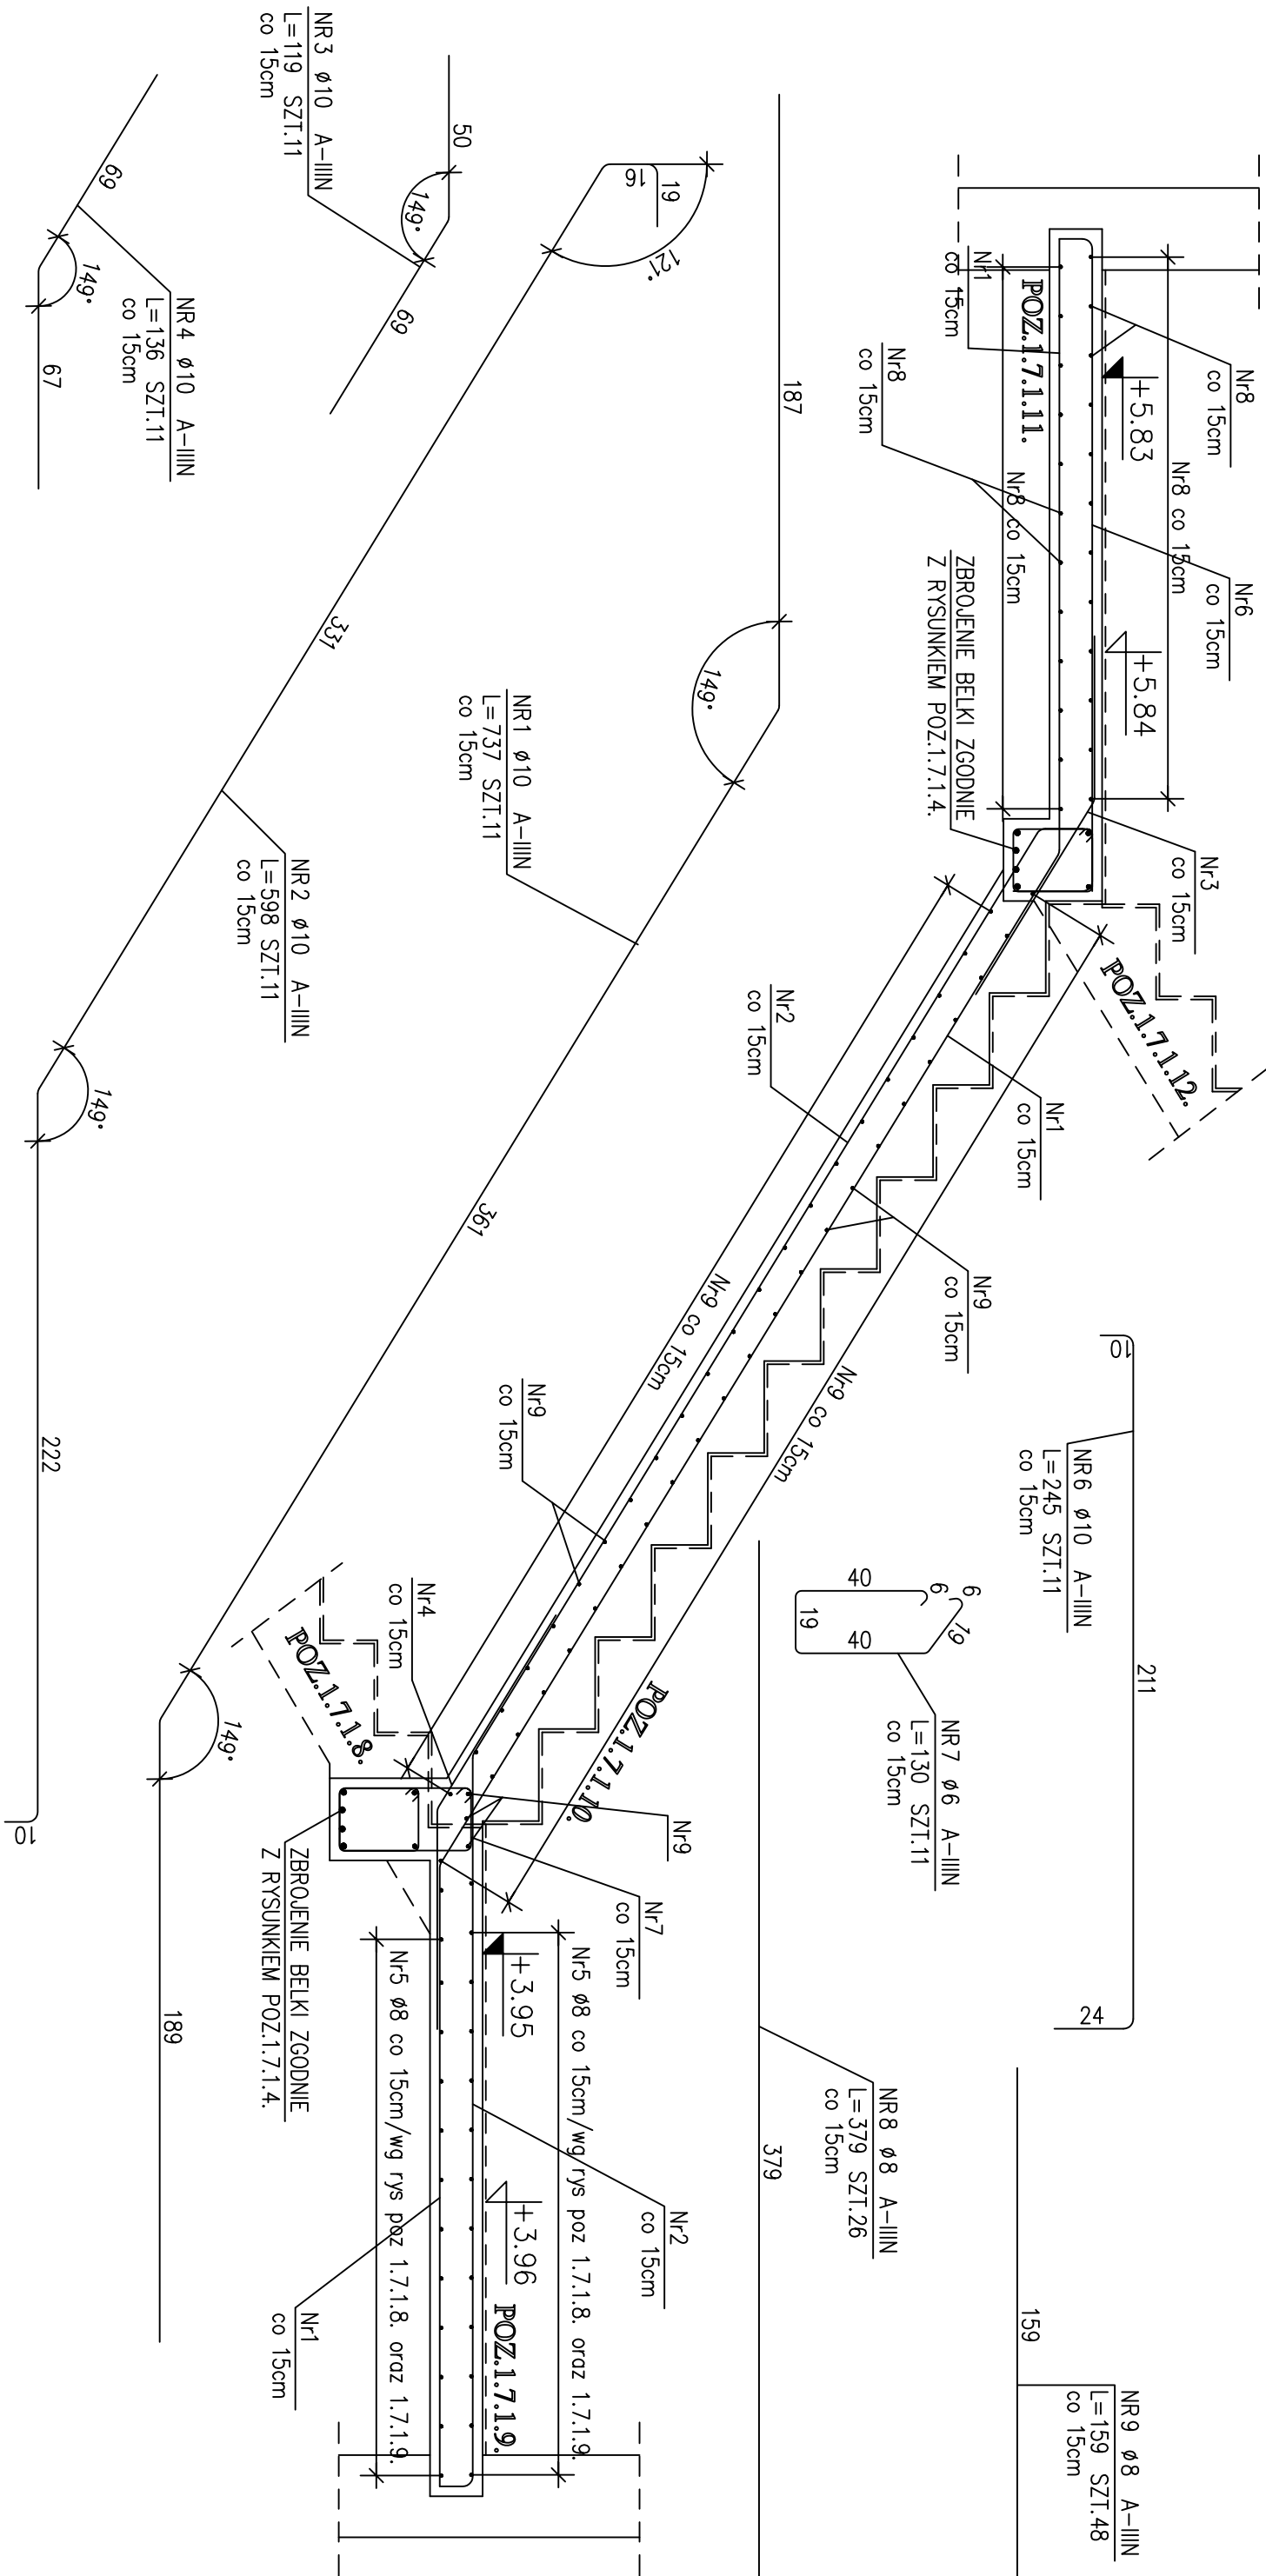 Nr8
co 15cm
Nr8 co 15cm
Nr6
co 15cm
+5.83
+5.84
POZ.1.7.1.11.
Nr1
co 15cm
Nr8 co 15cm
Nr8
co 15cm
ZBROJENIE BELKI ZGODNIE
Z RYSUNKIEM POZ.1.7.1.4.
Nr3
co 15cm
POZ.1.7.1.12.
Nr2
co 15cm
Nr1
co 15cm
Nr9
co 15cm
Nr9 co 15cm
Nr9 co 15cm
Nr9
co 15cm
Nr4
co 15cm
POZ.1.7.1.8.
POZ.1.7.1.10.
Nr9
Nr7
co 15cm
ZBROJENIE BELKI ZGODNIE
Z RYSUNKIEM POZ.1.7.1.4.
+3.95
+3.96
Nr5 ø8 co 15cm/wg rys poz 1.7.1.8. oraz 1.7.1.9.
Nr5 ø8 co 15cm/wg rys poz 1.7.1.8. oraz 1.7.1.9.
Nr2
co 15cm
POZ.1.7.1.9.
Nr1
co 15cm
10
211
24
NR6 ø10 A-IIIN
L=245 SZT.11
co 15cm
40
6
6
19
19
40
NR7 ø6 A-IIIN
L=130 SZT.11
co 15cm
379
NR8 ø8 A-IIIN
L=379 SZT.26
co 15cm
159
NR9 ø8 A-IIIN
L=159 SZT.48
co 15cm
187
149°
361
149°
189
NR1 ø10 A-IIIN
L=737 SZT.11
co 15cm
19
16
121°
331
149°
222
10
NR2 ø10 A-IIIN
L=598 SZT.11
co 15cm
50
149°
69
NR3 ø10 A-IIIN
L=119 SZT.11
co 15cm
69
149°
67
NR4 ø10 A-IIIN
L=136 SZT.11
co 15cm